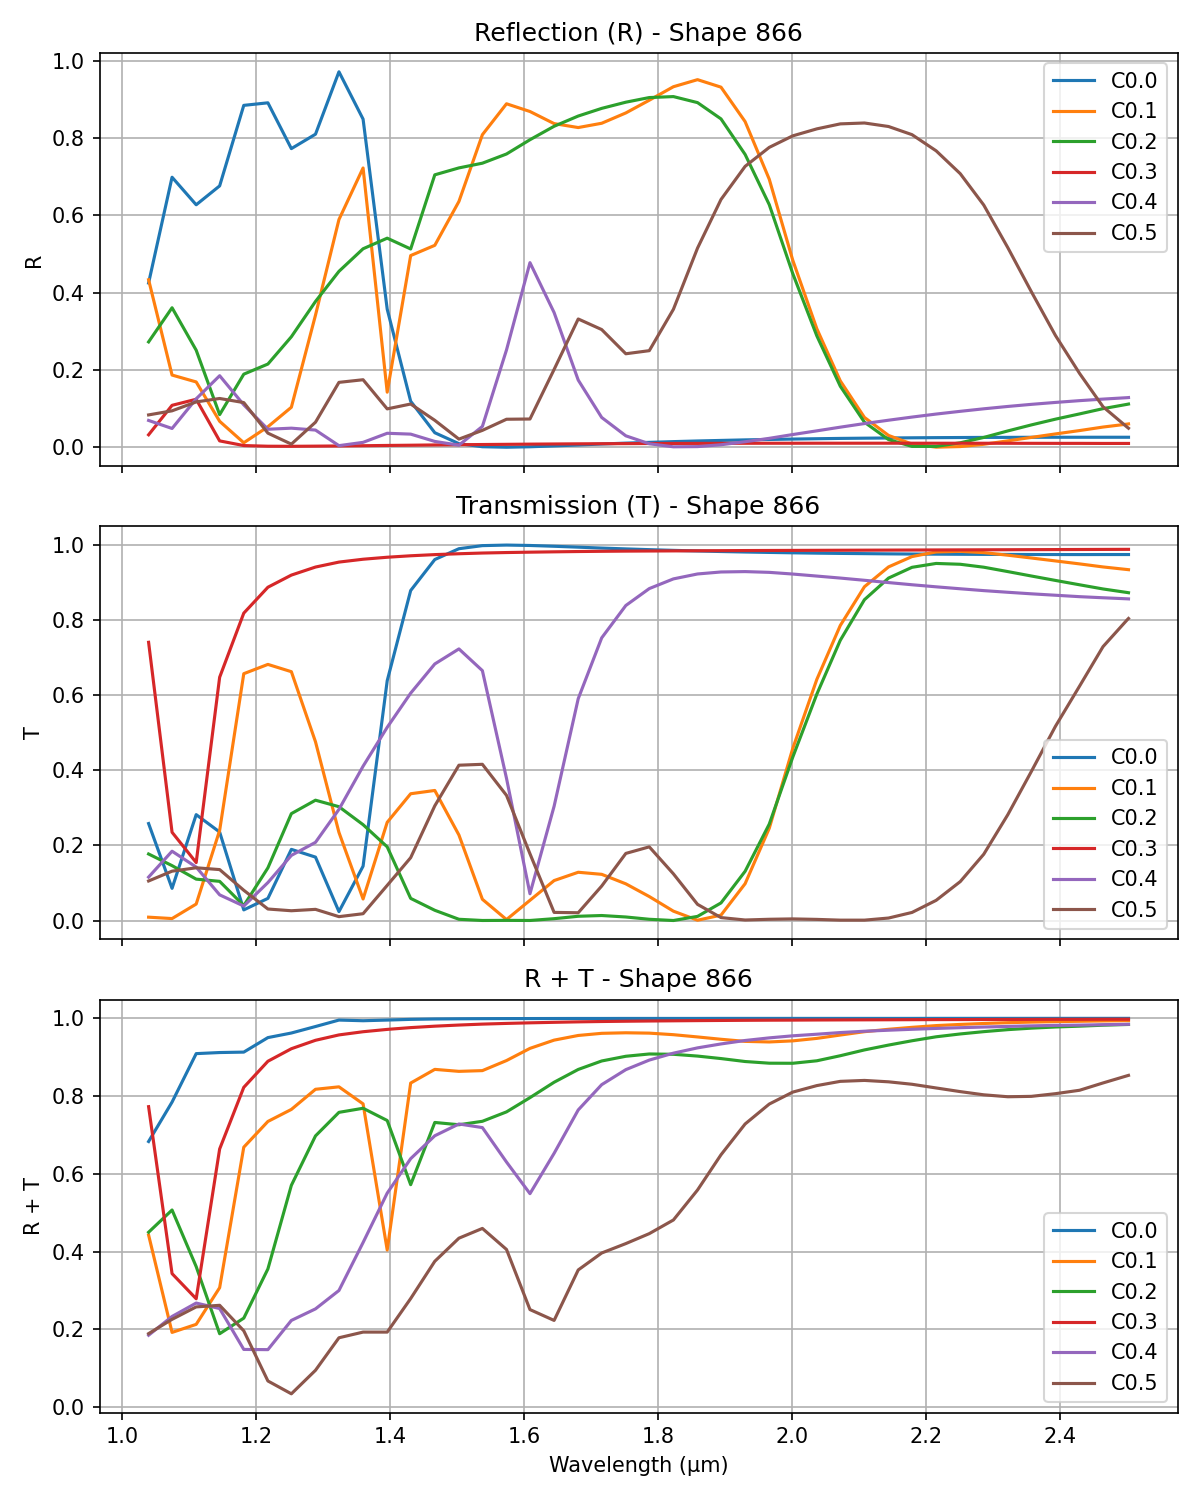 Reflection (R) - Shape 866
1.0
0.8
0.6
0.4
0.2
0.0
R
C0.0
C0.1
C0.2
C0.3
C0.4
C0.5
Transmission (T) - Shape 866
1.0
0.8
0.6
0.4
0.2
0.0
T
C0.0
C0.1
C0.2
C0.3
C0.4
C0.5
R + T - Shape 866
1.0
0.8
0.6
0.4
0.2
0.0
R + T
C0.0
C0.1
C0.2
C0.3
C0.4
C0.5
1.0 1.2 1.4 1.6 1.8 2.0 2.2 2.4
Wavelength (μm)